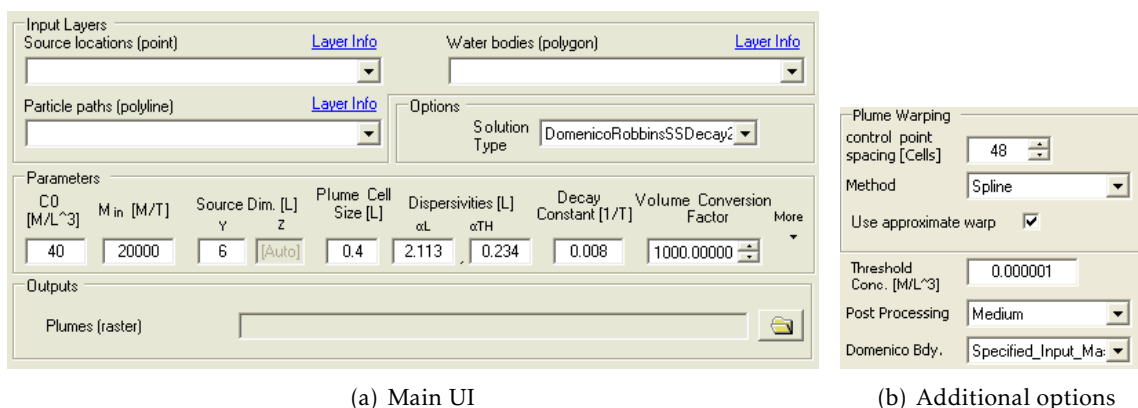 Input Layers
Source locations (point) Layer Info
Water bodies (polygon) Layer Info
Particle paths (polyline) Layer Info
Options
Solution
Type
DomenicoRobbinsSSDecay2
Parameters
C0
[M/L^3]
40
M in [M/T]
20000
Source Dim. [L]
Y Z
6 [Auto]
Plume Cell
Size [L]
0.4
Dispersivities [L]
αL αTH
2.113 , 0.234
Decay
Constant [1/T]
0.008
Volume Conversion
Factor
1000.00000
More
Outputs
Plumes (raster)
(a) Main UI
Plume Warping
control point
spacing [Cells] 48
Method Spline
Use approximate warp
Threshold
Conc. [M/L^3]
0.000001
Post Processing Medium
Domenico Bdy. Specified_Input_Ma
(b) Additional options